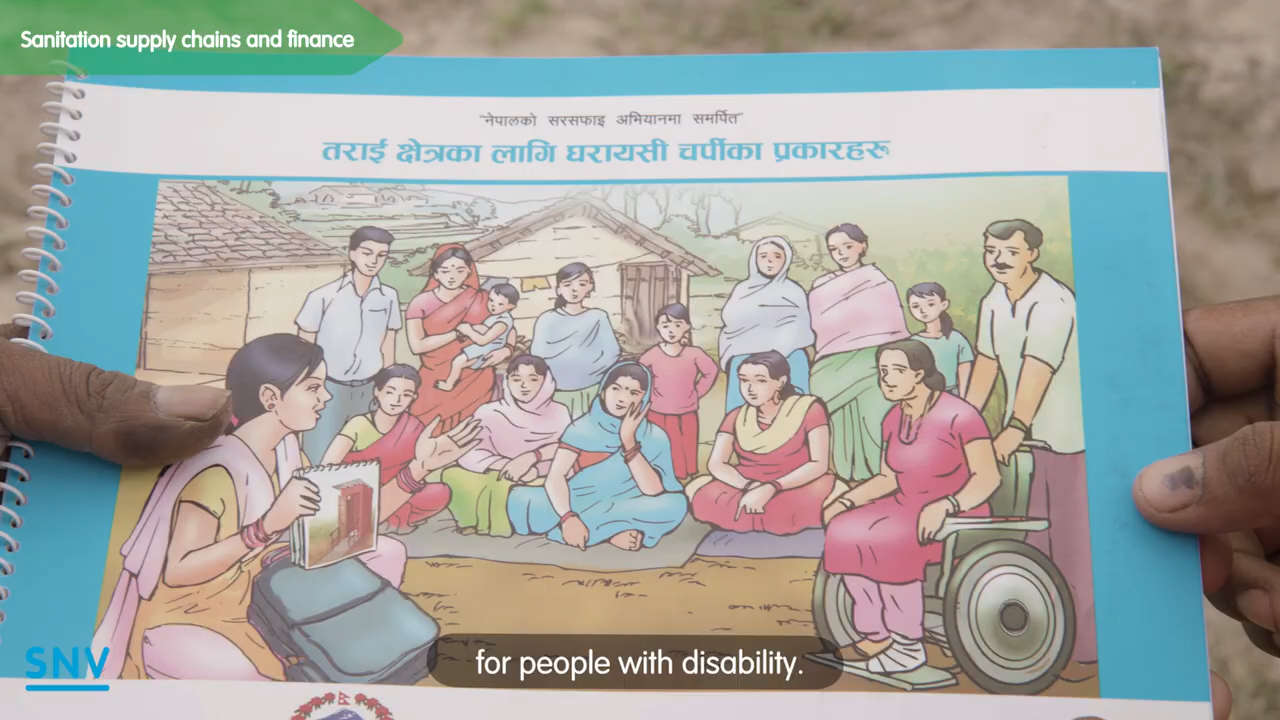 Sanitation supply chains and finance
"नेपालको सरसफाइ अभियानमा समर्पित"
तराई क्षेत्रका लागि घरायसी चर्पीका प्रकारहरू
for people with disability.
SNV